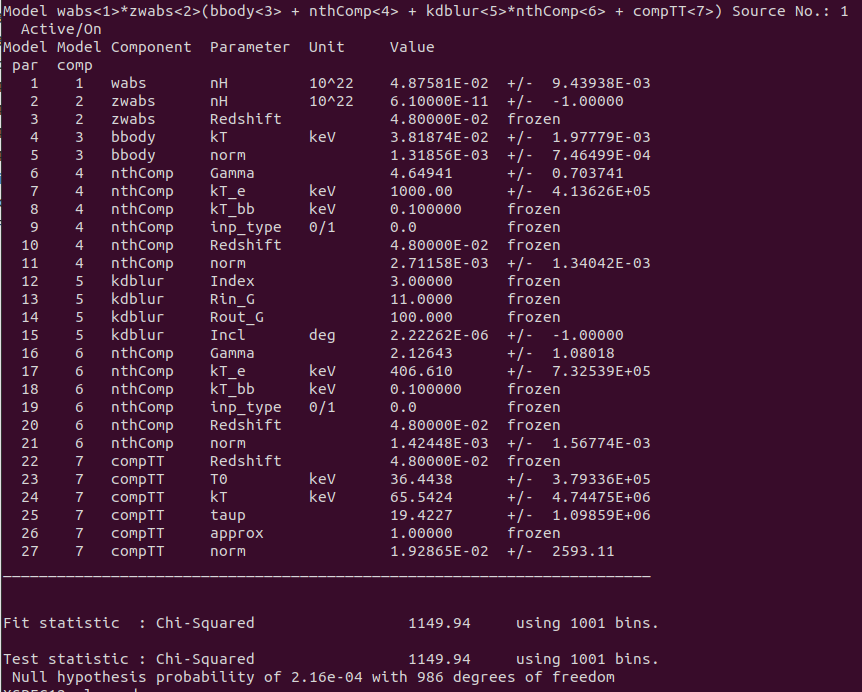 Model wabs<1>*zwabs<2>(bbody<3> + nthComp<4> + kdblur<5>*nthComp<6> + compTT<7>) Source No.: 1
Active/On
Model Model Component Parameter Unit Value
par comp
1 1 wabs nH 10^22 4.87581E-02 +/- 9.43938E-03
2 2 zwabs nH 10^22 6.10000E-11 +/- -1.00000
3 2 zwabs Redshift 4.80000E-02 frozen
4 3 bbody kT keV 3.81874E-02 +/- 1.97779E-03
5 3 bbody norm 1.31856E-03 +/- 7.46499E-04
6 4 nthComp Gamma 4.64941 +/- 0.703741
7 4 nthComp kT_e keV 1000.00 +/- 4.13626E+05
8 4 nthComp kT_bb keV 0.100000 frozen
9 4 nthComp inp_type 0/1 0.0 frozen
10 4 nthComp Redshift 4.80000E-02 frozen
11 4 nthComp norm 2.71158E-03 +/- 1.34042E-03
12 5 kdblur Index 3.00000 frozen
13 5 kdblur Rin_G 11.0000 frozen
14 5 kdblur Rout_G 100.000 frozen
15 5 kdblur Incl deg 2.22262E-06 +/- -1.00000
16 6 nthComp Gamma 2.12643 +/- 1.08018
17 6 nthComp kT_e keV 406.610 +/- 7.32539E+05
18 6 nthComp kT_bb keV 0.100000 frozen
19 6 nthComp inp_type 0/1 0.0 frozen
20 6 nthComp Redshift 4.80000E-02 frozen
21 6 nthComp norm 1.42448E-03 +/- 1.56774E-03
22 7 compTT Redshift 4.80000E-02 frozen
23 7 compTT T0 keV 36.4438 +/- 3.79336E+05
24 7 compTT kT keV 65.5424 +/- 4.74475E+06
25 7 compTT taup 19.4227 +/- 1.09859E+06
26 7 compTT approx 1.00000 frozen
27 7 compTT norm 1.92865E-02 +/- 2593.11
Fit statistic : Chi-Squared 1149.94 using 1001 bins.
Test statistic : Chi-Squared 1149.94 using 1001 bins.
Null hypothesis probability of 2.16e-04 with 986 degrees of freedom